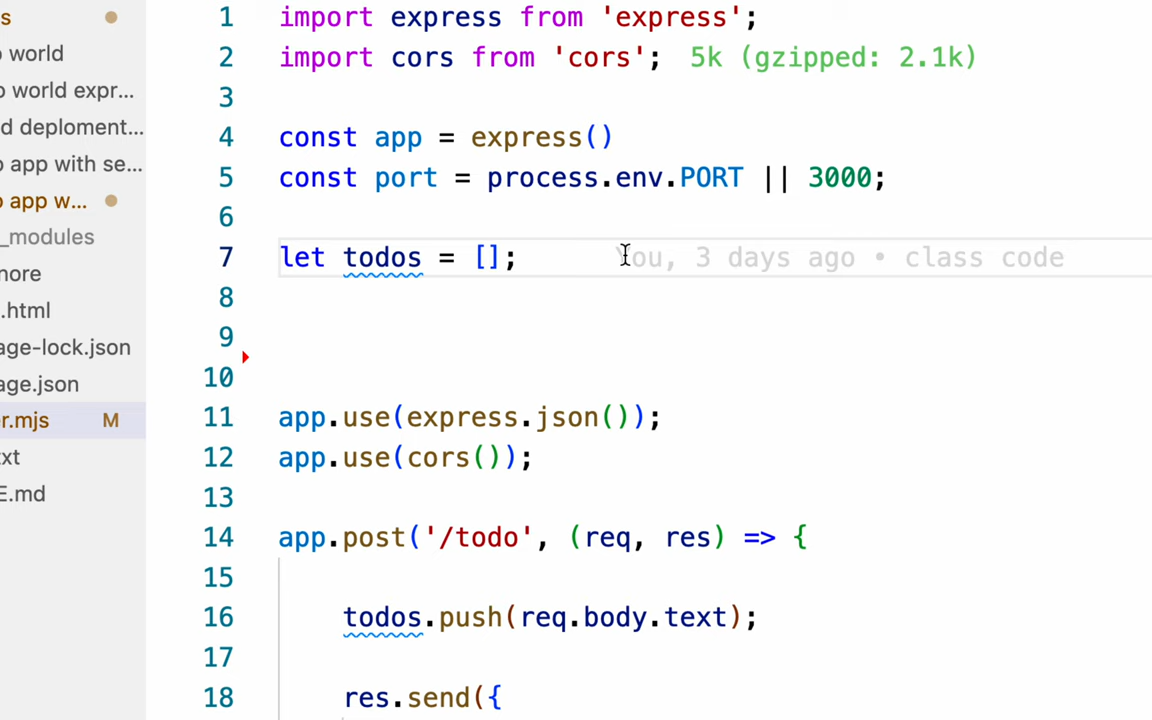 s
o world
o world expr...
d deploment...
o app with se...
o app w...
_modules
nore
.html
age-lock.json
age.json
r.mjs M
xt
E.md
1 import express from 'express';
2 import cors from 'cors'; 5k (gzipped: 2.1k)
3
4 const app = express()
5 const port = process.env.PORT || 3000;
6
7 let todos = []; You, 3 days ago • class code
8
9
10
11 app.use(express.json());
12 app.use(cors());
13
14 app.post('/todo', (req, res) => {
15
16 todos.push(req.body.text);
17
18 res.send({